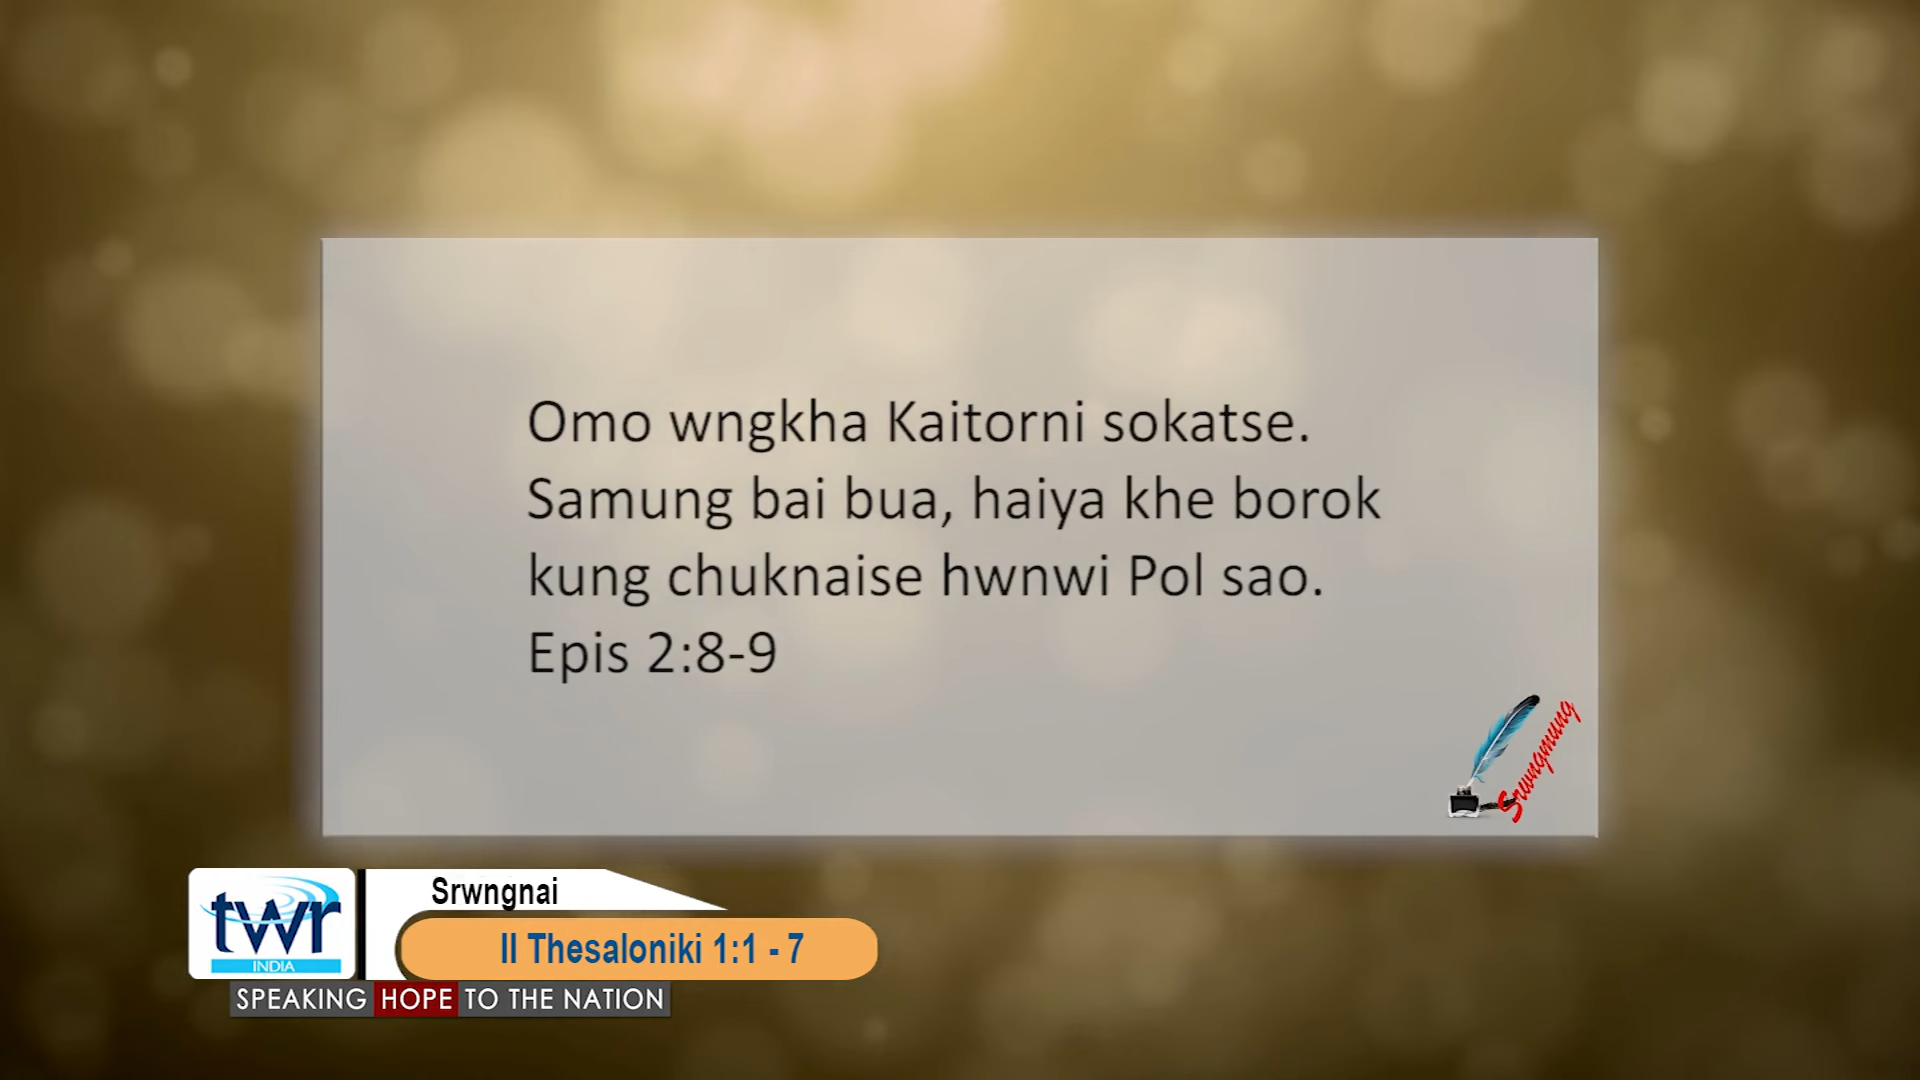 Omo wngkha Kaitorni sokatse.
Samung bai bua, haiya khe borok
kung chuknaise hwnwi Pol sao.
Epis 2:8-9
Srwngmung
twr
INDIA
Srwngnai
II Thesaloniki 1:1 - 7
SPEAKING HOPE TO THE NATION